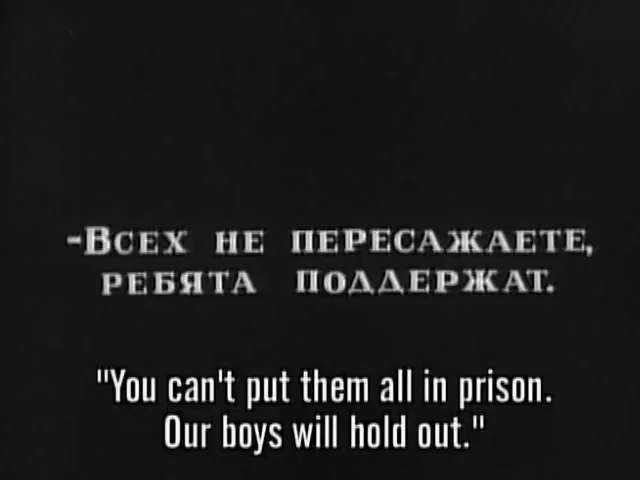 -Всех не пересажаете,
ребята поддержат.
"You can't put them all in prison.
Our boys will hold out."